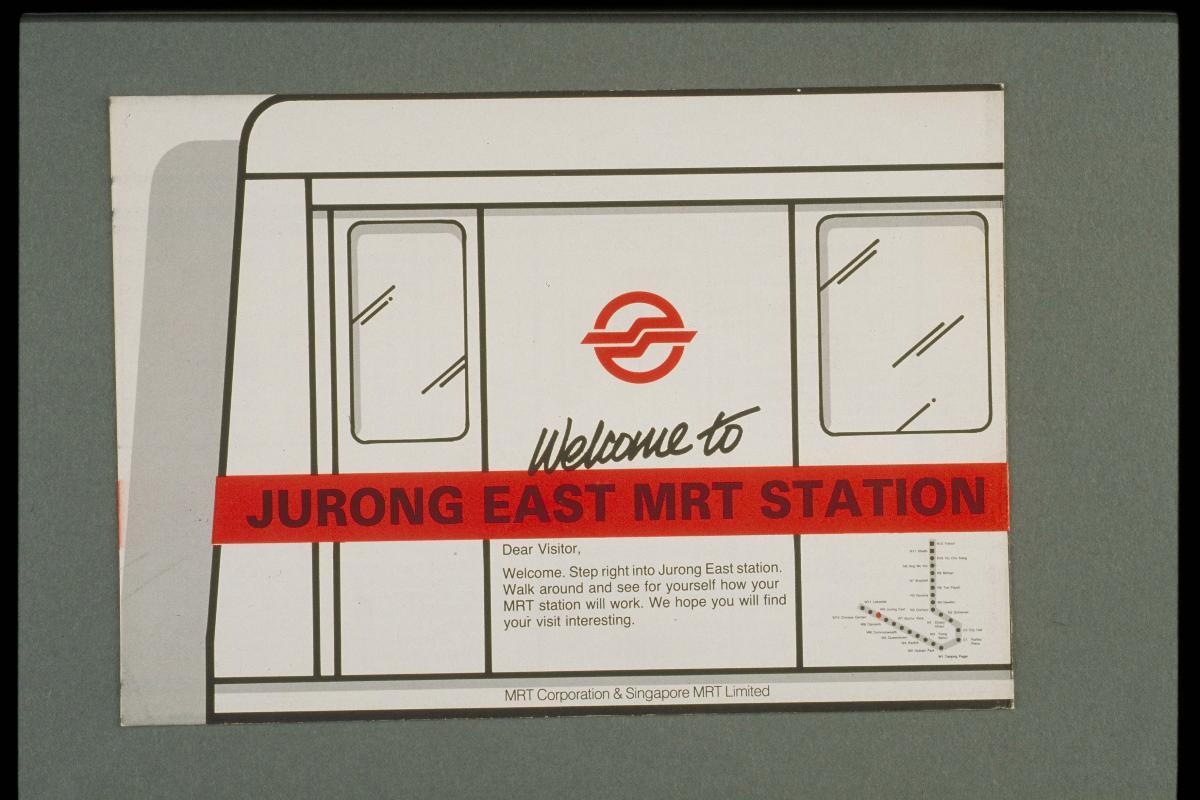 Welcome to
JURONG EAST MRT STATION
Dear Visitor,
Welcome. Step right into Jurong East station.
Walk around and see for yourself how your
MRT station will work. We hope you will find
your visit interesting.
MRT Corporation & Singapore MRT Limited